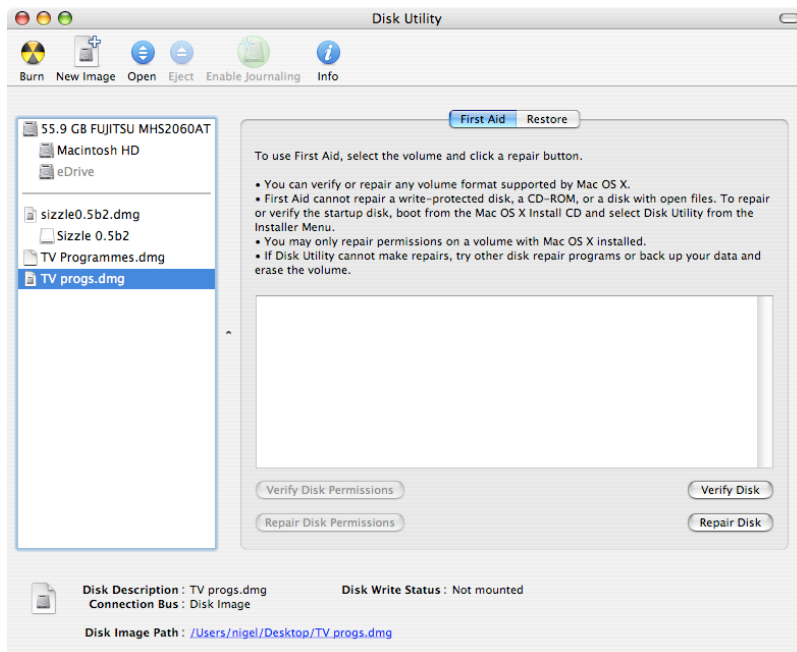 Disk Utility
Burn New Image Open Eject Enable Journaling Info
55.9 GB FUJITSU MHS2060AT
Macintosh HD
eDrive
sizzle0.5b2.dmg
Sizzle 0.5b2
TV Programmes.dmg
TV progs.dmg
First Aid Restore
To use First Aid, select the volume and click a repair button.
• You can verify or repair any volume format supported by Mac OS X.
• First Aid cannot repair a write-protected disk, a CD-ROM, or a disk with open files. To repair
or verify the startup disk, boot from the Mac OS X Install CD and select Disk Utility from the
Installer Menu.
• You may only repair permissions on a volume with Mac OS X installed.
• If Disk Utility cannot make repairs, try other disk repair programs or back up your data and
erase the volume.
Verify Disk Permissions Verify Disk
Repair Disk Permissions Repair Disk
Disk Description : TV progs.dmg Disk Write Status : Not mounted
Connection Bus : Disk Image
Disk Image Path : /Users/nigel/Desktop/TV progs.dmg